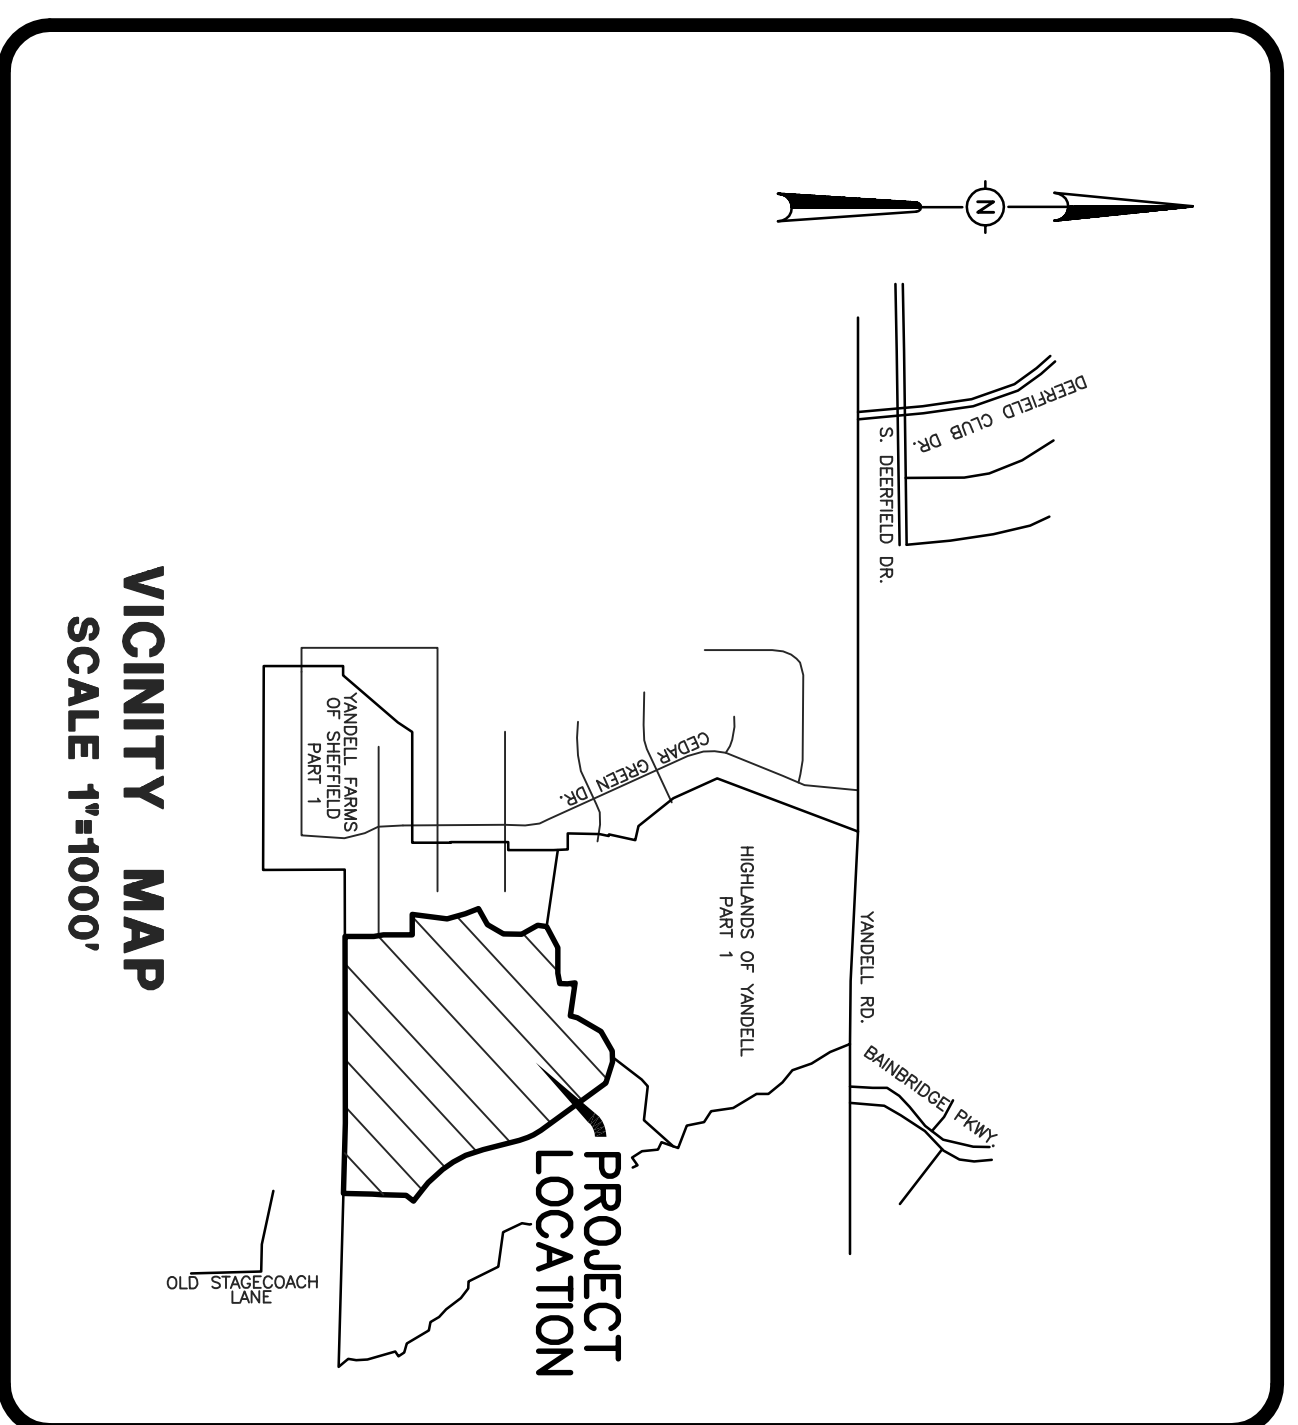 N
DEERFIELD CLUB DR.
S. DEERFIELD DR.
CEDAR GREEN DR.
YANDELL RD.
BAINBRIDGE PKWY.
HIGHLANDS OF YANDELL
PART 1
YANDELL FARMS
OF SHEFFIELD
PART 1
PROJECT
LOCATION
OLD STAGECOACH
LANE
VICINITY MAP
SCALE 1"=1000'